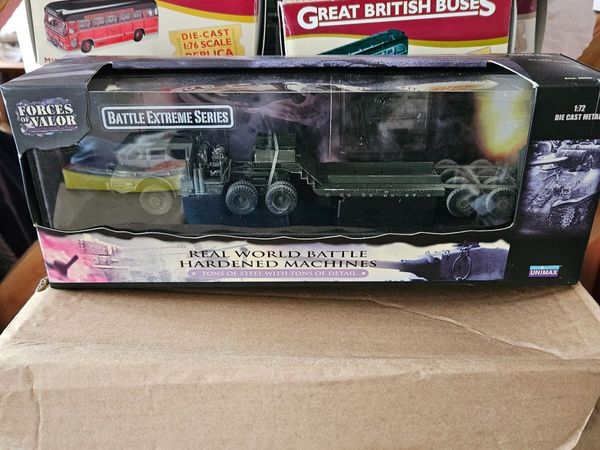 GREAT BRITISH BUSES
DIE-CAST
1:76 SCALE
REPLICA
FORCES
OF
VALOR
BATTLE EXTREME SERIES
1:72
DIE CAST METAL
REAL WORLD BATTLE
HARDENED MACHINES
TONS OF STEEL WITH TONS OF DETAIL
UNIMAX